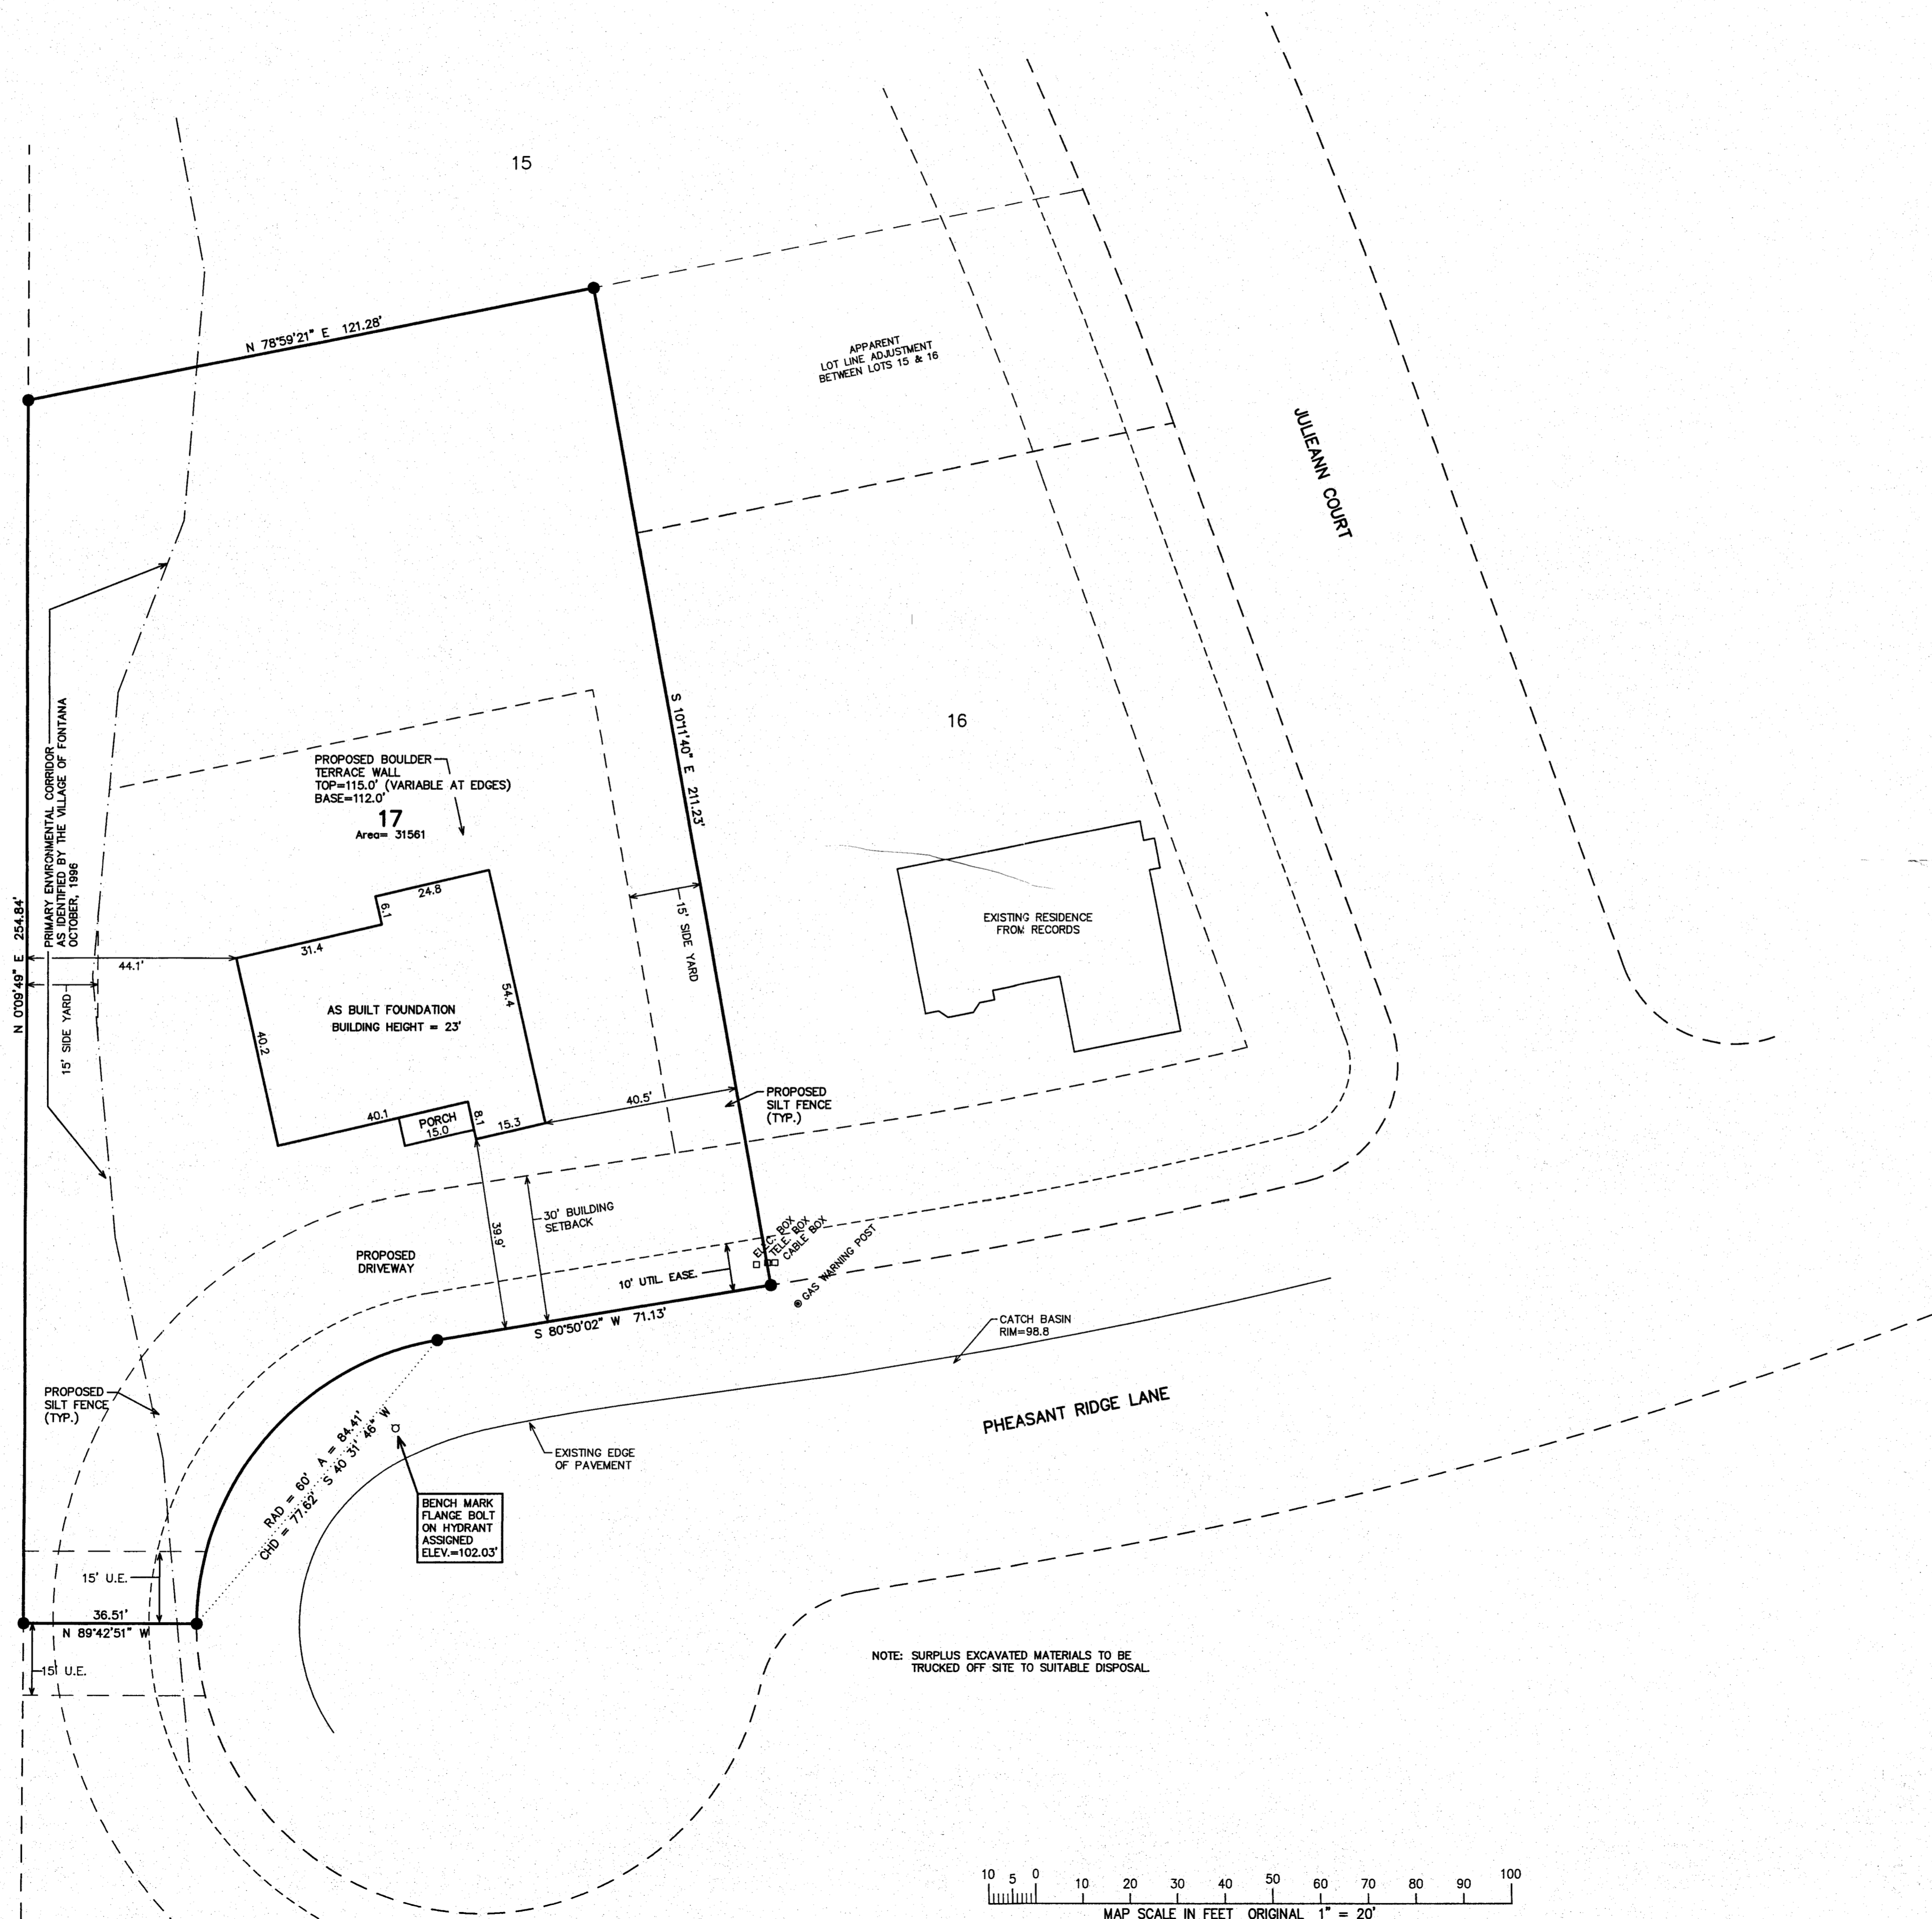 15
N 78°59'21" E 121.28'
APPARENT
LOT LINE ADJUSTMENT
BETWEEN LOTS 15 & 16
JULIEANN COURT
S 10°11'40" E 211.23'
16
PRIMARY ENVIRONMENTAL CORRIDOR
AS IDENTIFIED BY THE VILLAGE OF FONTANA
OCTOBER, 1996
PROPOSED BOULDER
TERRACE WALL
TOP=115.0' (VARIABLE AT EDGES)
BASE=112.0'
17
Area= 31561
24.8
6.1
31.4
15' SIDE YARD
EXISTING RESIDENCE
FROM RECORDS
N 0°09'49" E 254.84'
44.1'
54.4
AS BUILT FOUNDATION
BUILDING HEIGHT = 23'
15' SIDE YARD
40.2
40.1
PORCH
15.0
8.1
15.3
40.5'
PROPOSED
SILT FENCE
(TYP.)
30' BUILDING
SETBACK
39.9'
PROPOSED
DRIVEWAY
ELEC. BOX
TELE. BOX
CABLE BOX
GAS WARNING POST
10' UTIL EASE.
S 80°50'02" W 71.13'
CATCH BASIN
RIM=98.8
PHEASANT RIDGE LANE
PROPOSED
SILT FENCE
(TYP.)
RAD = 60' A = 84.41'
CHD = 77.62' S 40 31' 46" W
EXISTING EDGE
OF PAVEMENT
BENCH MARK
FLANGE BOLT
ON HYDRANT
ASSIGNED
ELEV.=102.03'
15' U.E.
36.51'
N 89°42'51" W
15' U.E.
NOTE: SURPLUS EXCAVATED MATERIALS TO BE
TRUCKED OFF SITE TO SUITABLE DISPOSAL.
10 5 0 10 20 30 40 50 60 70 80 90 100
MAP SCALE IN FEET ORIGINAL 1" = 20'